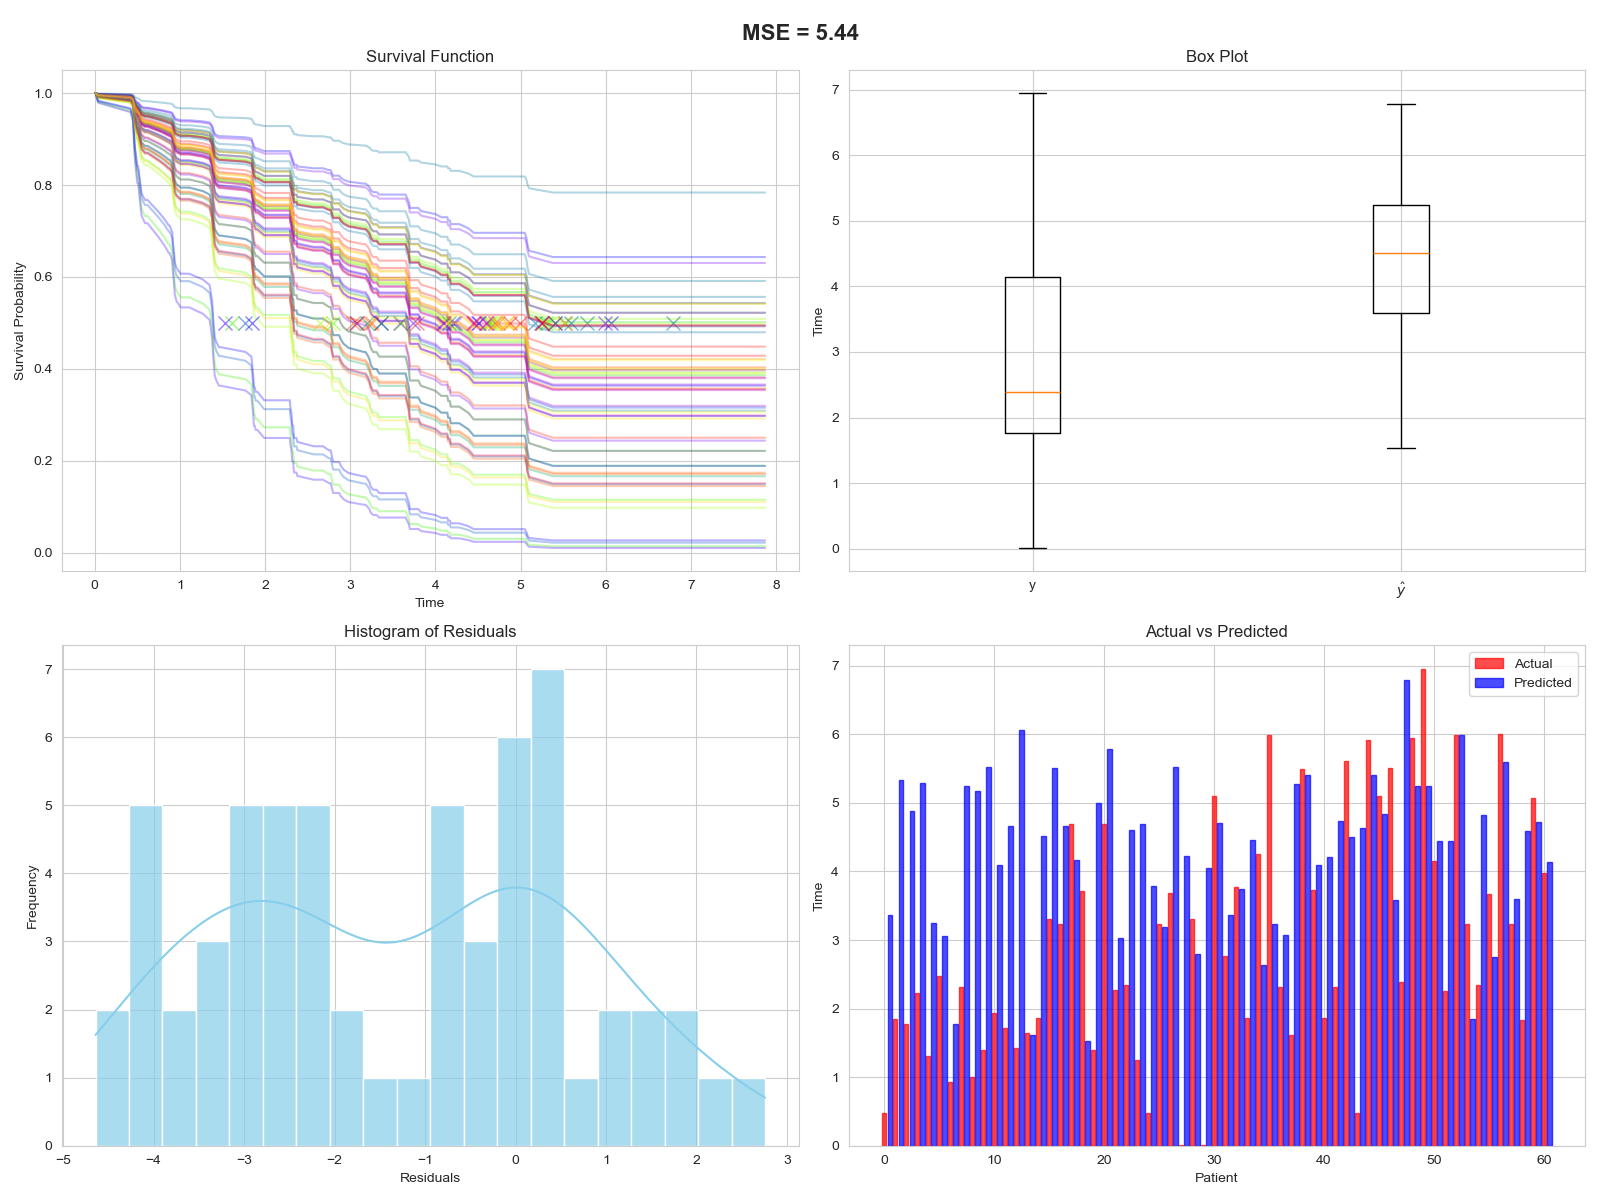 MSE = 5.44
Survival Function
Survival Probability
1.0
0.8
0.6
0.4
0.2
0.0
0 1 2 3 4 5 6 7 8
Time
Box Plot
Time
7
6
5
4
3
2
1
0
y ŷ
Histogram of Residuals
Frequency
7
6
5
4
3
2
1
0
−5 −4 −3 −2 −1 0 1 2 3
Residuals
Actual vs Predicted
Actual
Predicted
Time
7
6
5
4
3
2
1
0
0 10 20 30 40 50 60
Patient